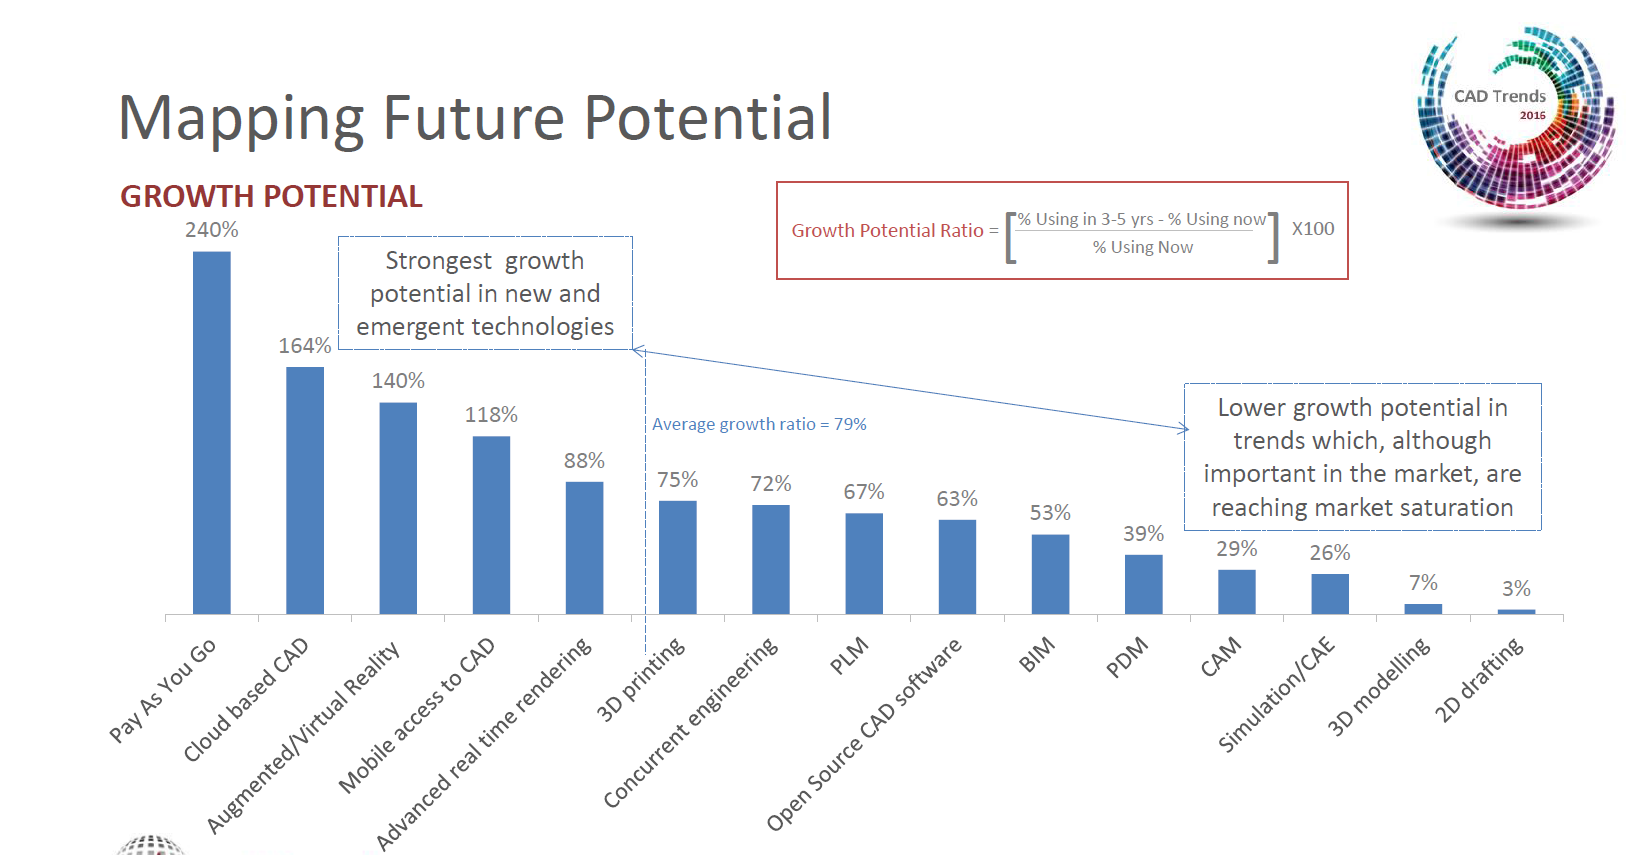 CAD Trends
2016
Mapping Future Potential
GROWTH POTENTIAL
Growth Potential Ratio = [
% Using in 3-5 yrs - % Using now
% Using Now
] X100
Strongest growth
potential in new and
emergent technologies
Average growth ratio = 79%
Lower growth potential in
trends which, although
important in the market, are
reaching market saturation
240%
164%
140%
118%
88%
75%
72%
67%
63%
53%
39%
29%
26%
7%
3%
Pay As You Go
Cloud based CAD
Augmented/Virtual Reality
Mobile access to CAD
Advanced real time rendering
3D printing
Concurrent engineering
PLM
Open Source CAD software
BIM
PDM
CAM
Simulation/CAE
3D modelling
2D drafting